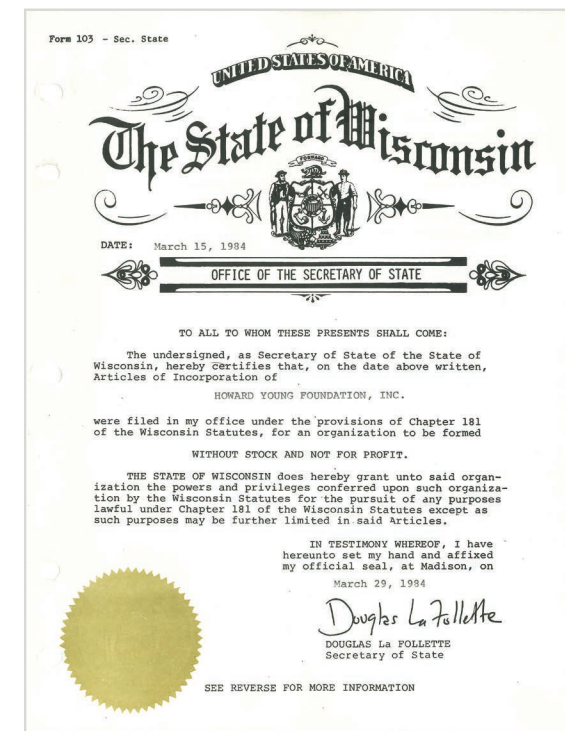 Form 103 - Sec. State
UNITED STATES OF AMERICA
The State of Wisconsin
FORWARD
DATE: March 15, 1984
OFFICE OF THE SECRETARY OF STATE
TO ALL TO WHOM THESE PRESENTS SHALL COME:
The undersigned, as Secretary of State of the State of
Wisconsin, hereby certifies that, on the date above written,
Articles of Incorporation of
HOWARD YOUNG FOUNDATION, INC.
were filed in my office under the provisions of Chapter 181
of the Wisconsin Statutes, for an organization to be formed
WITHOUT STOCK AND NOT FOR PROFIT.
THE STATE OF WISCONSIN does hereby grant unto said organ-
ization the powers and privileges conferred upon such organiza-
tion by the Wisconsin Statutes for the pursuit of any purposes
lawful under Chapter 181 of the Wisconsin Statutes except as
such purposes may be further limited in said Articles.
IN TESTIMONY WHEREOF, I have
hereunto set my hand and affixed
my official seal, at Madison, on
March 29, 1984
Douglas La Follette
DOUGLAS La FOLLETTE
Secretary of State
SEE REVERSE FOR MORE INFORMATION